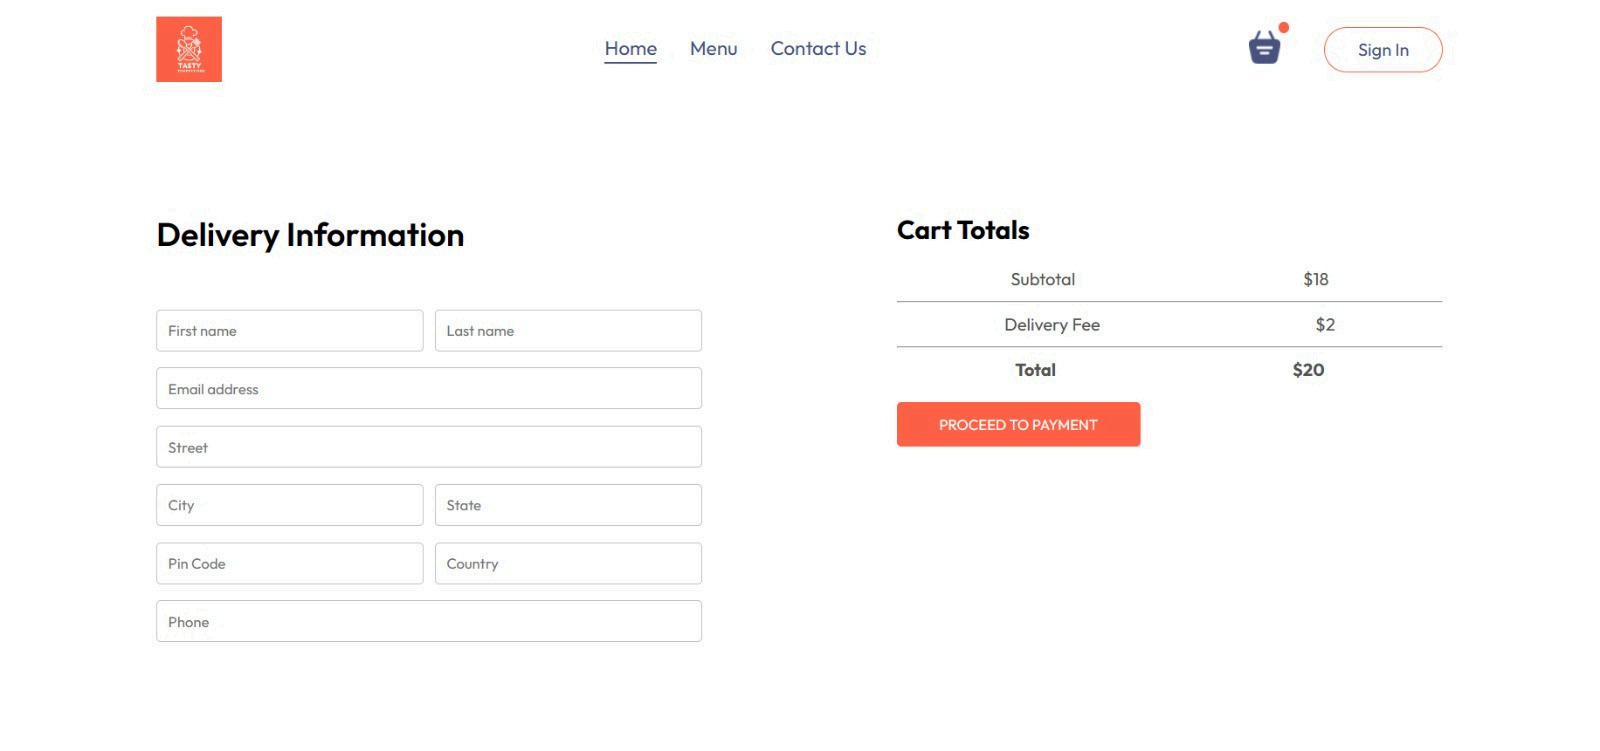 TASTY
Home Menu Contact Us
Sign In
Delivery Information
First name Last name
Email address
Street
City State
Pin Code Country
Phone
Cart Totals
Subtotal $18
Delivery Fee $2
Total $20
PROCEED TO PAYMENT